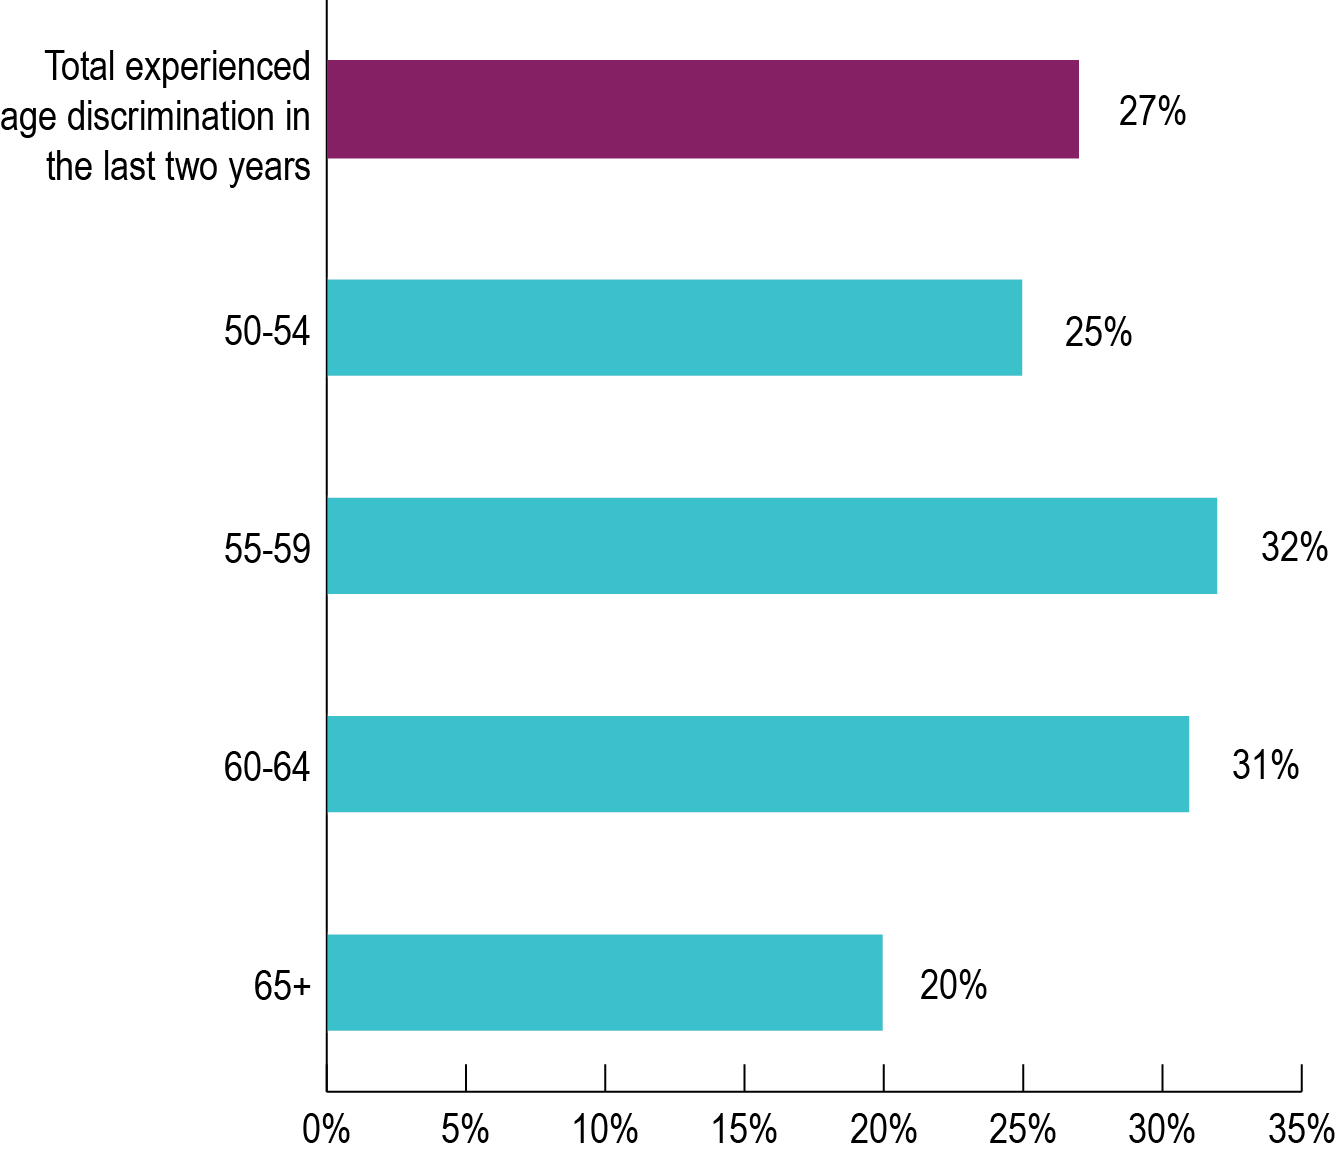 Total experienced
age discrimination in
the last two years
27%
50-54
25%
55-59
32%
60-64
31%
65+
20%
0% 5% 10% 15% 20% 25% 30% 35%